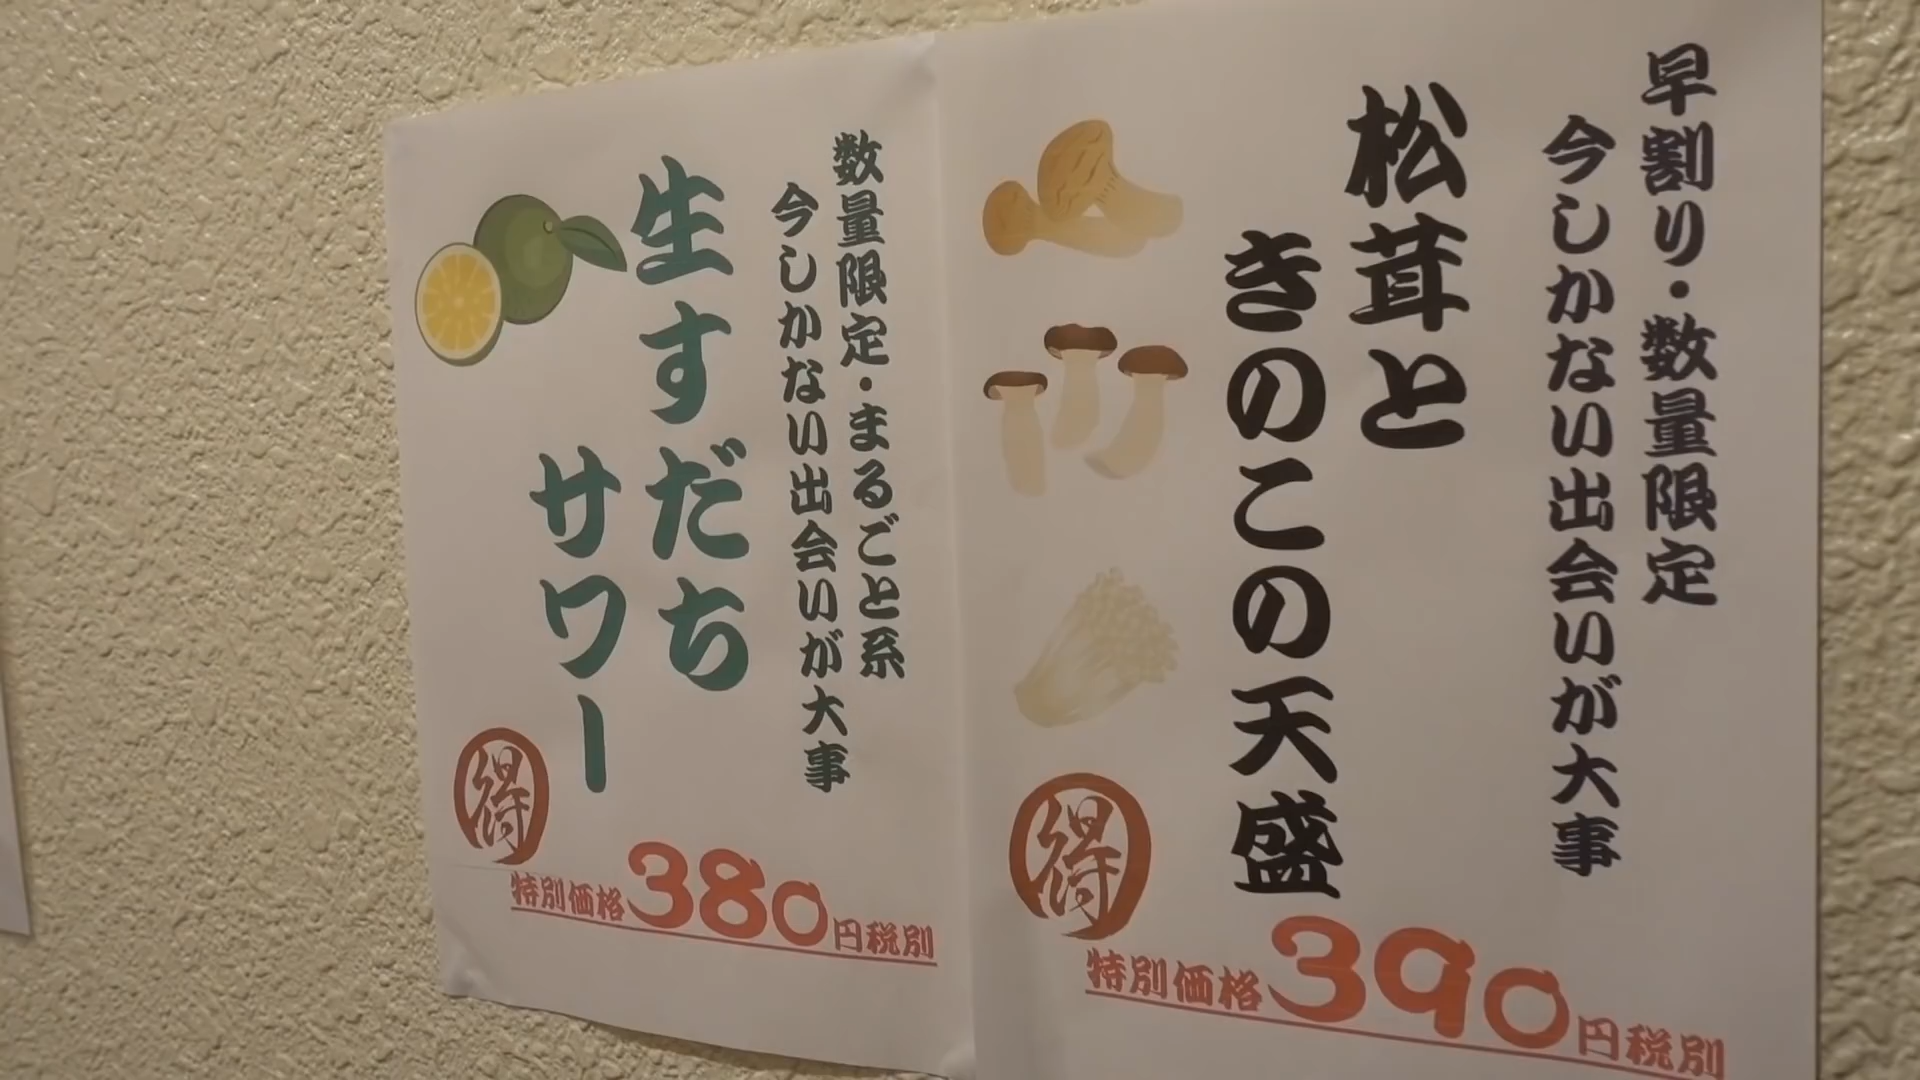 早割り・数量限定
今しかない出会いが大事
松茸と
きのこの天盛
得
特別価格390円税別
数量限定・まるごと系
今しかない出会いが大事
生すだち
サワー
得
特別価格380円税別